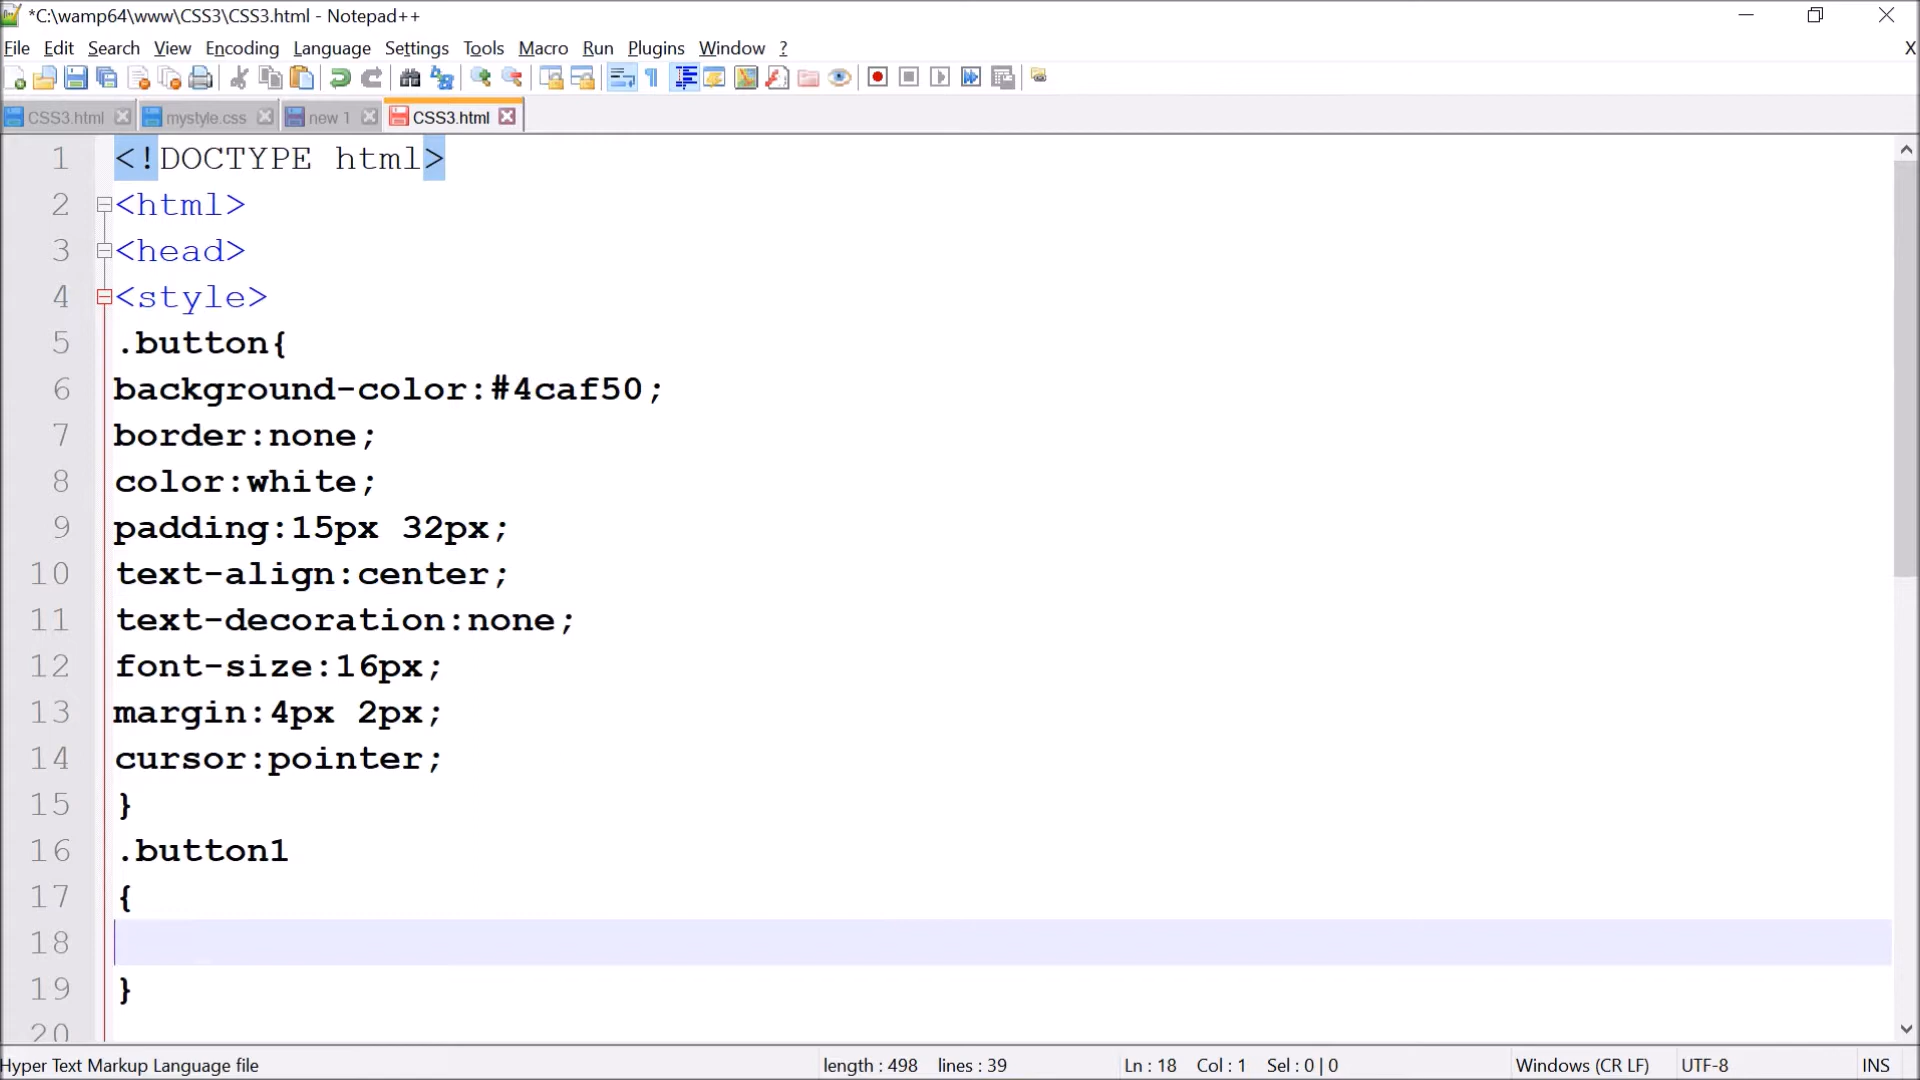 *C:\wamp64\www\CSS3\CSS3.html - Notepad++
File Edit Search View Encoding Language Settings Tools Macro Run Plugins Window ? X
CSS3.html mystyle.css new 1 CSS3.html
1 <!DOCTYPE html>
2 <html>
3 <head>
4 <style>
5 .button{
6 background-color:#4caf50;
7 border:none;
8 color:white;
9 padding:15px 32px;
10 text-align:center;
11 text-decoration:none;
12 font-size:16px;
13 margin:4px 2px;
14 cursor:pointer;
15 }
16 .button1
17 {
18
19 }
20
Hyper Text Markup Language file length : 498 lines : 39 Ln : 18 Col : 1 Sel : 0 | 0 Windows (CR LF) UTF-8 INS